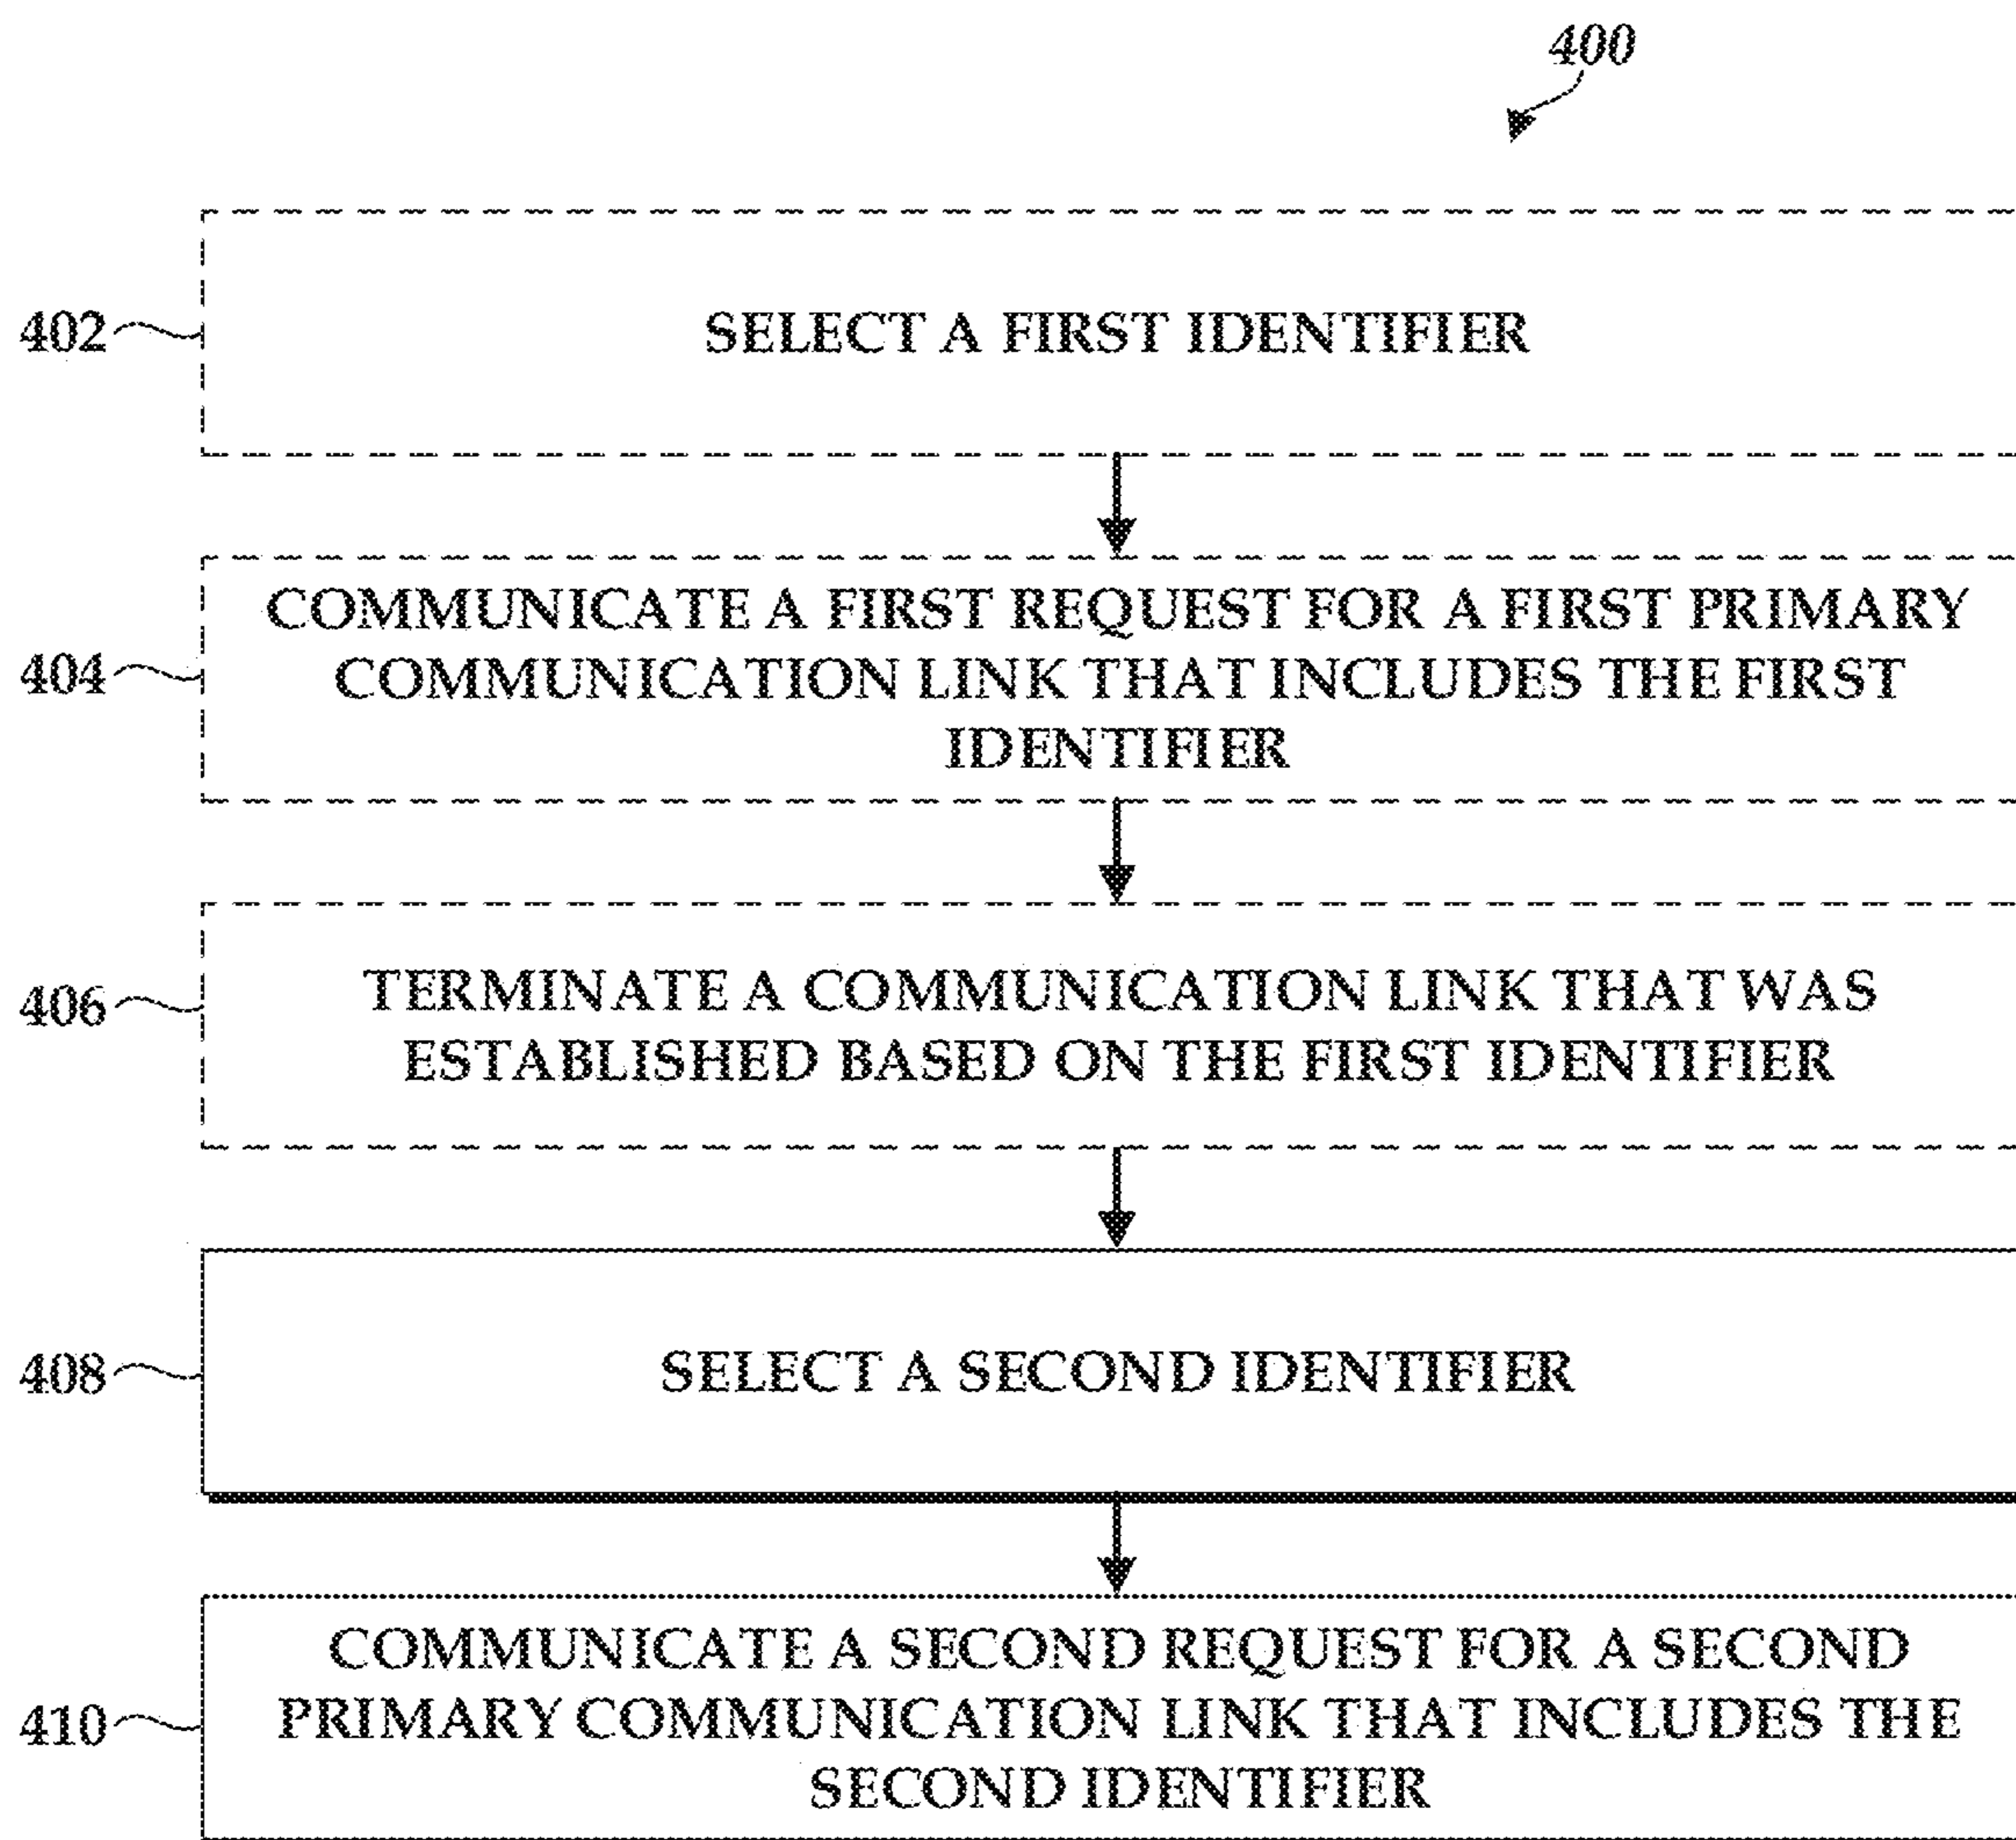 400
402
SELECT A FIRST IDENTIFIER
COMMUNICATE A FIRST REQUEST FOR A FIRST PRIMARY
404
COMMUNICATION LINK THAT INCLUDES THE FIRST
IDENTIFIER
406
TERMINATE A COMMUNICATION LINK THAT WAS
ESTABLISHED BASED ON THE FIRST IDENTIFIER
408
SELECT A SECOND IDENTIFIER
410
COMMUNICATE A SECOND REQUEST FOR A SECOND
PRIMARY COMMUNICATION LINK THAT INCLUDES THE
SECOND IDENTIFIER